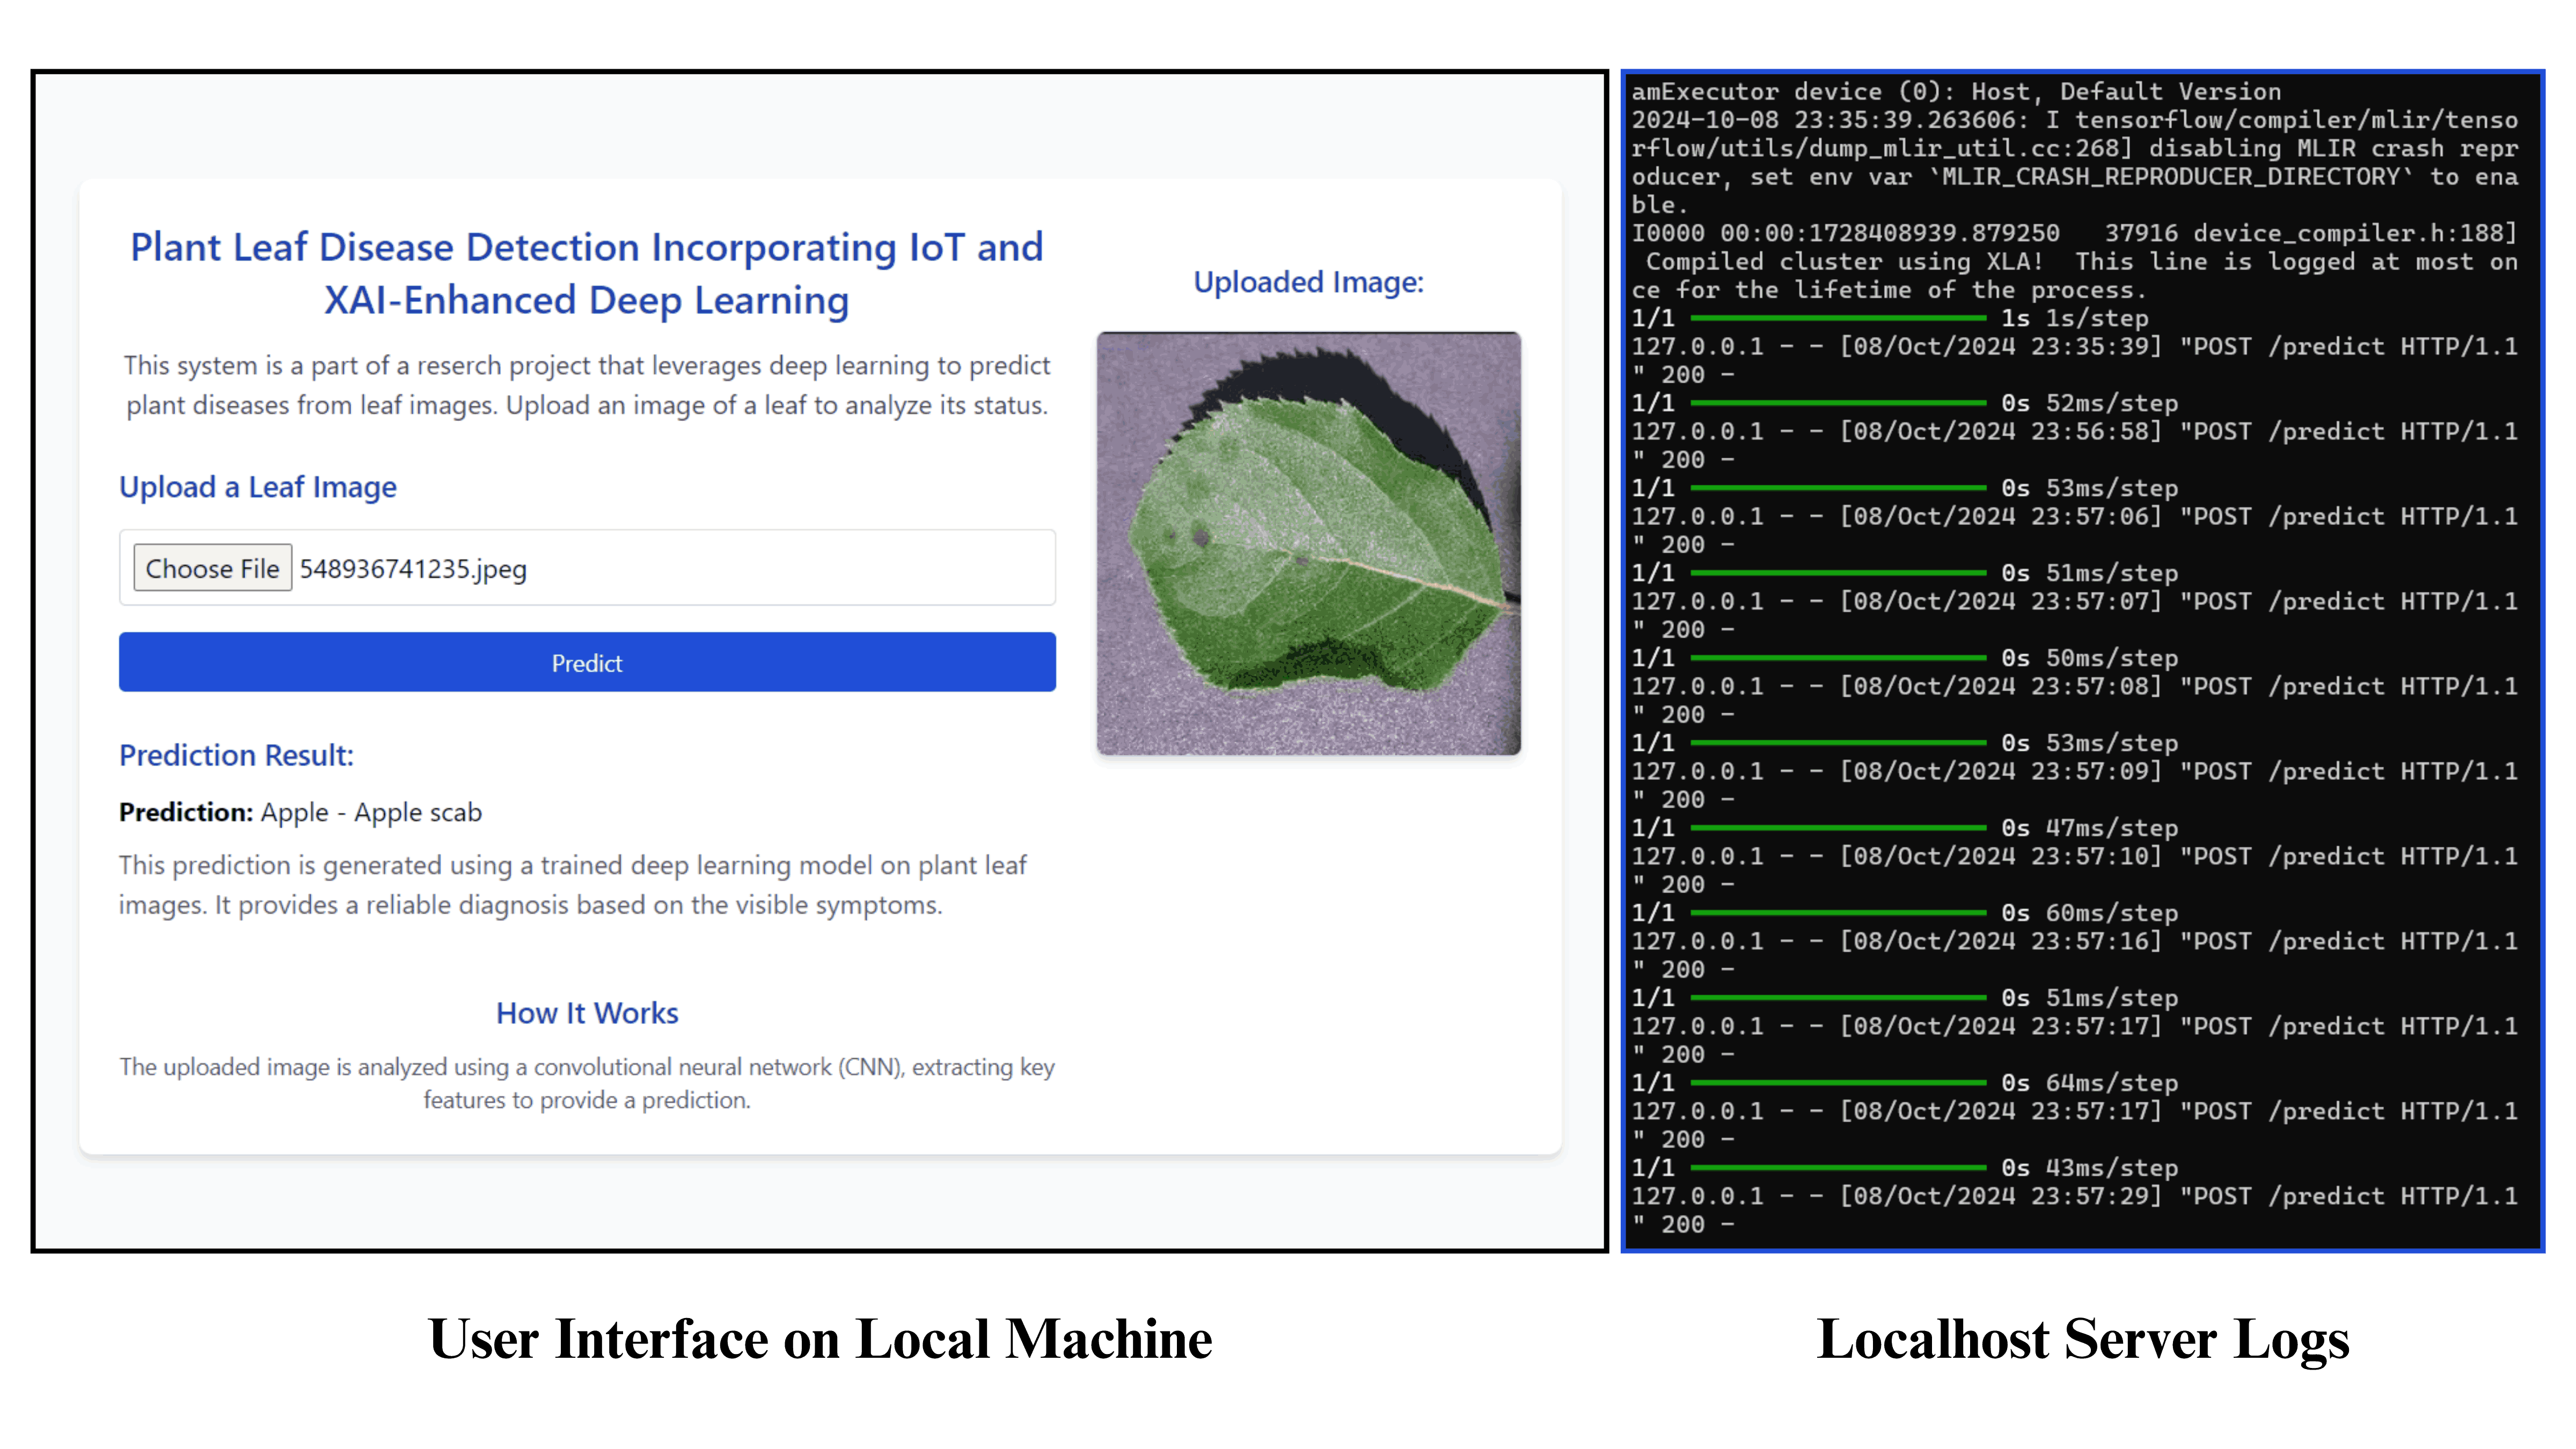 Plant Leaf Disease Detection Incorporating IoT and
XAI-Enhanced Deep Learning
This system is a part of a reserch project that leverages deep learning to predict
plant diseases from leaf images. Upload an image of a leaf to analyze its status.
Upload a Leaf Image
Choose File 548936741235.jpeg
Predict
Prediction Result:
Prediction: Apple - Apple scab
This prediction is generated using a trained deep learning model on plant leaf
images. It provides a reliable diagnosis based on the visible symptoms.
How It Works
The uploaded image is analyzed using a convolutional neural network (CNN), extracting key
features to provide a prediction.
Uploaded Image:
User Interface on Local Machine
amExecutor device (0): Host, Default Version
2024-10-08 23:35:39.263606: I tensorflow/compiler/mlir/tenso
rflow/utils/dump_mlir_util.cc:268] disabling MLIR crash repr
oducer, set env var `MLIR_CRASH_REPRODUCER_DIRECTORY` to ena
ble.
I0000 00:00:1728408939.879250   37916 device_compiler.h:188]
 Compiled cluster using XLA!  This line is logged at most on
ce for the lifetime of the process.
1/1 ━━━━━━━━━━━━━━━━━━━━ 1s 1s/step
127.0.0.1 - - [08/Oct/2024 23:35:39] "POST /predict HTTP/1.1
" 200 -
1/1 ━━━━━━━━━━━━━━━━━━━━ 0s 52ms/step
127.0.0.1 - - [08/Oct/2024 23:56:58] "POST /predict HTTP/1.1
" 200 -
1/1 ━━━━━━━━━━━━━━━━━━━━ 0s 53ms/step
127.0.0.1 - - [08/Oct/2024 23:57:06] "POST /predict HTTP/1.1
" 200 -
1/1 ━━━━━━━━━━━━━━━━━━━━ 0s 51ms/step
127.0.0.1 - - [08/Oct/2024 23:57:07] "POST /predict HTTP/1.1
" 200 -
1/1 ━━━━━━━━━━━━━━━━━━━━ 0s 50ms/step
127.0.0.1 - - [08/Oct/2024 23:57:08] "POST /predict HTTP/1.1
" 200 -
1/1 ━━━━━━━━━━━━━━━━━━━━ 0s 53ms/step
127.0.0.1 - - [08/Oct/2024 23:57:09] "POST /predict HTTP/1.1
" 200 -
1/1 ━━━━━━━━━━━━━━━━━━━━ 0s 47ms/step
127.0.0.1 - - [08/Oct/2024 23:57:10] "POST /predict HTTP/1.1
" 200 -
1/1 ━━━━━━━━━━━━━━━━━━━━ 0s 60ms/step
127.0.0.1 - - [08/Oct/2024 23:57:16] "POST /predict HTTP/1.1
" 200 -
1/1 ━━━━━━━━━━━━━━━━━━━━ 0s 51ms/step
127.0.0.1 - - [08/Oct/2024 23:57:17] "POST /predict HTTP/1.1
" 200 -
1/1 ━━━━━━━━━━━━━━━━━━━━ 0s 64ms/step
127.0.0.1 - - [08/Oct/2024 23:57:17] "POST /predict HTTP/1.1
" 200 -
1/1 ━━━━━━━━━━━━━━━━━━━━ 0s 43ms/step
127.0.0.1 - - [08/Oct/2024 23:57:29] "POST /predict HTTP/1.1
" 200 -
Localhost Server Logs